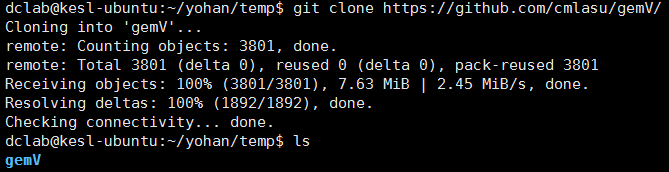 dclab@kesl-ubuntu:~/yohan/temp$ git clone https://github.com/cmlasu/gemV/
Cloning into 'gemV'...
remote: Counting objects: 3801, done.
remote: Total 3801 (delta 0), reused 0 (delta 0), pack-reused 3801
Receiving objects: 100% (3801/3801), 7.63 MiB | 2.45 MiB/s, done.
Resolving deltas: 100% (1892/1892), done.
Checking connectivity... done.
dclab@kesl-ubuntu:~/yohan/temp$ ls
gemV